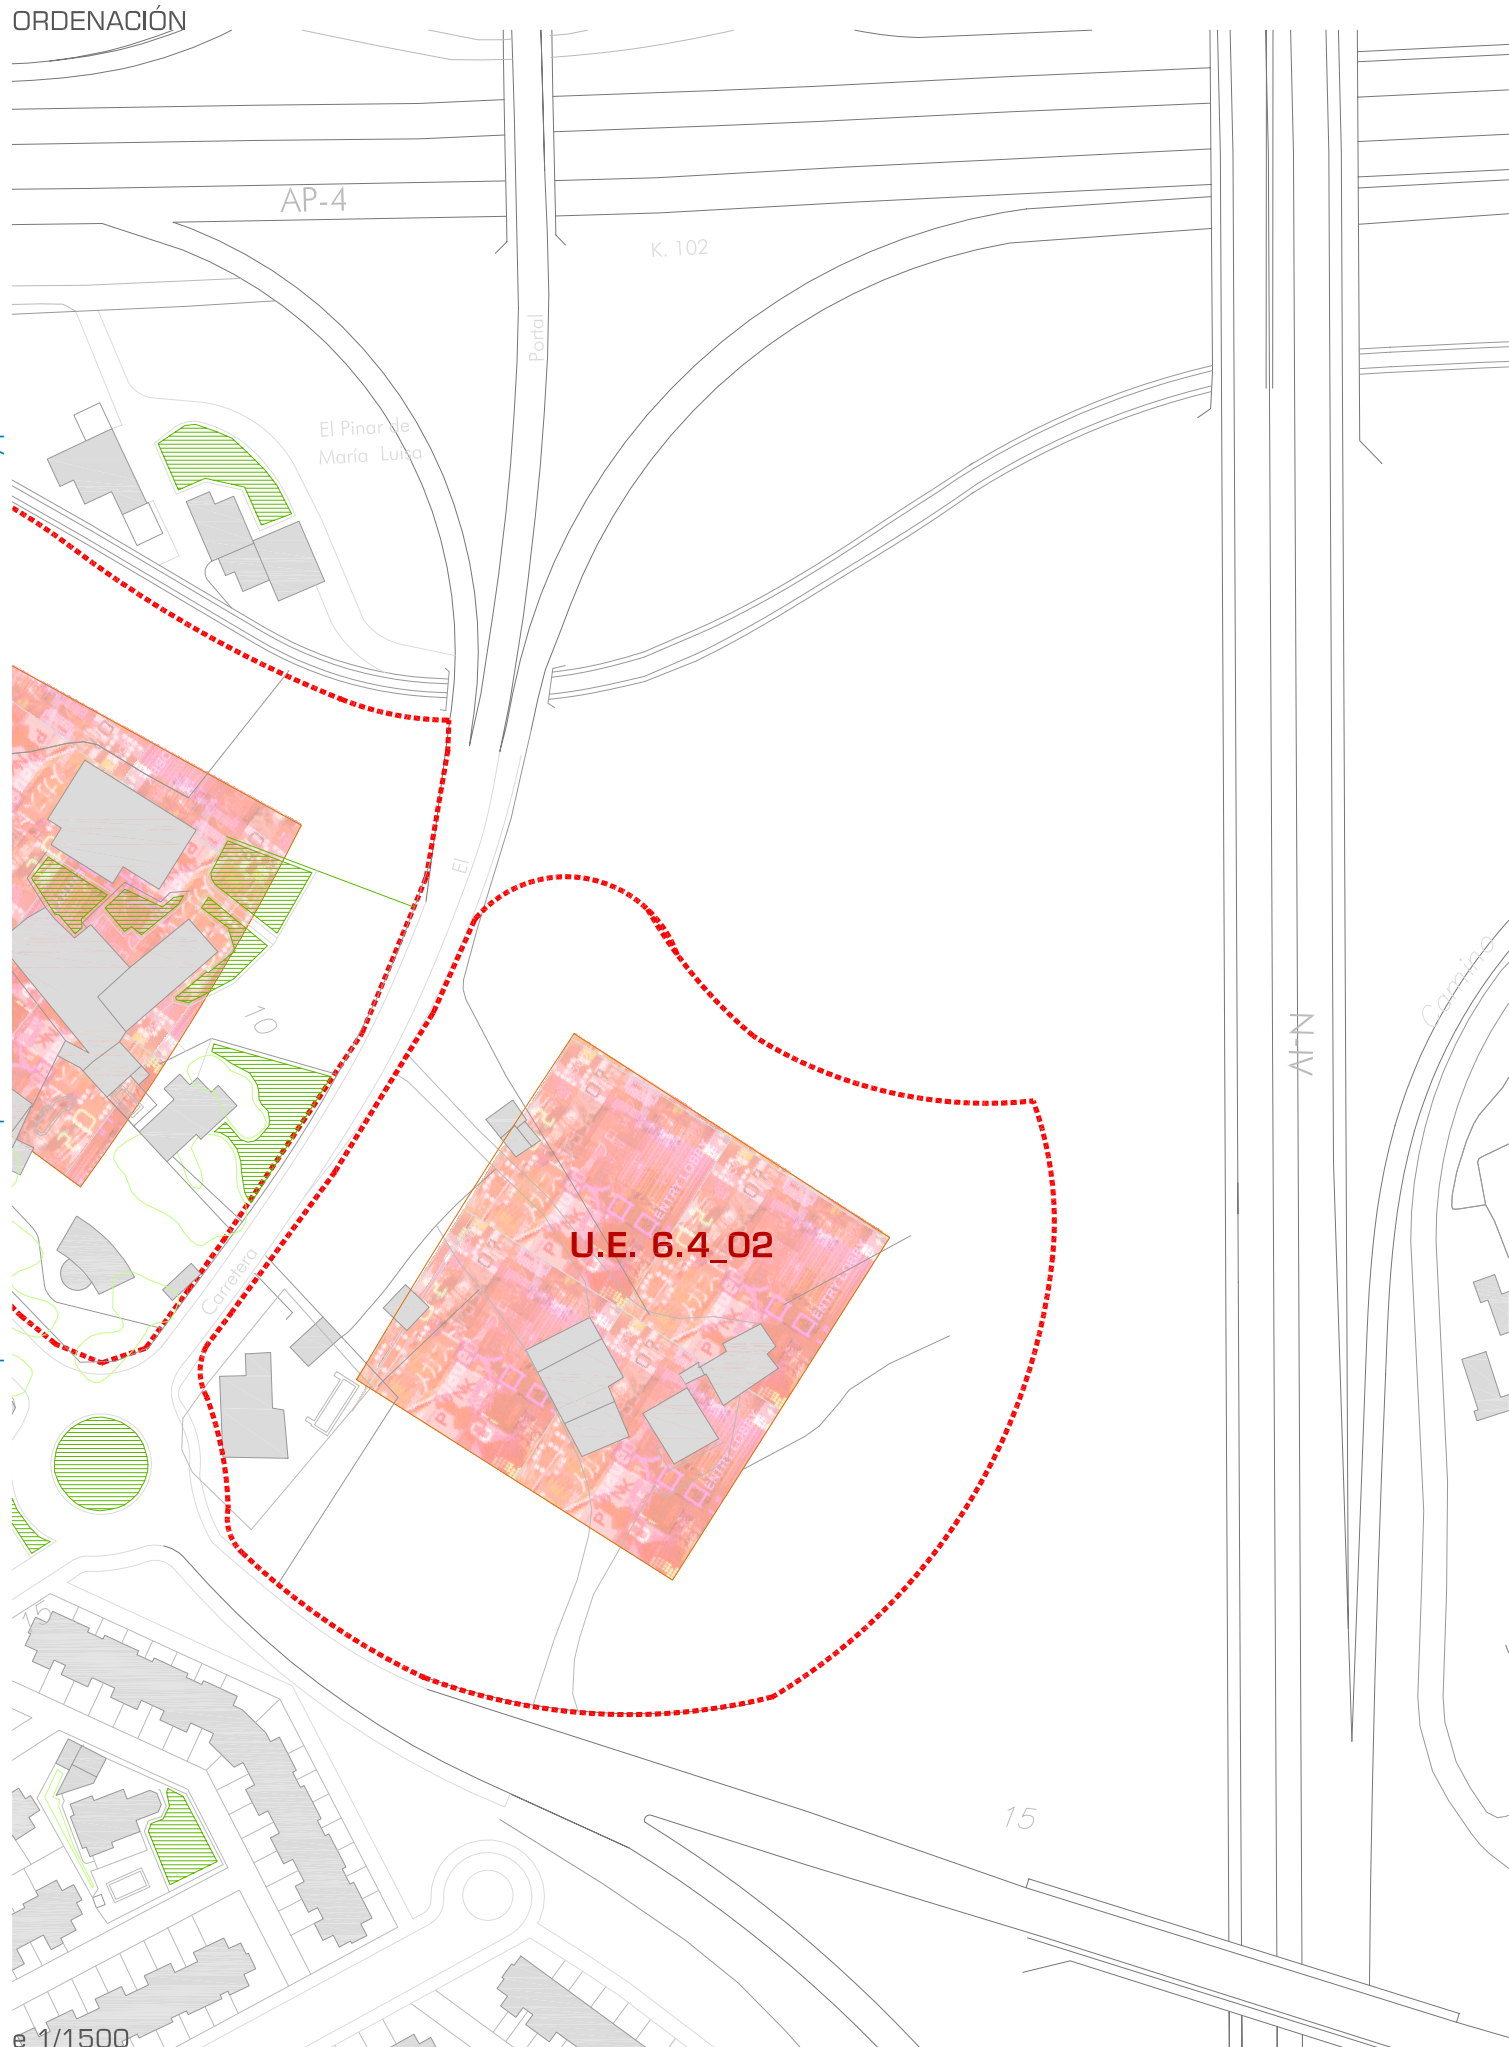 ORDENACIÓN
AP-4
K. 102
Portal
El Pinar de
María Luisa
El
10
Camino
N-IV
U.E. 6.4_02
Carretera
15
15
e 1/1500